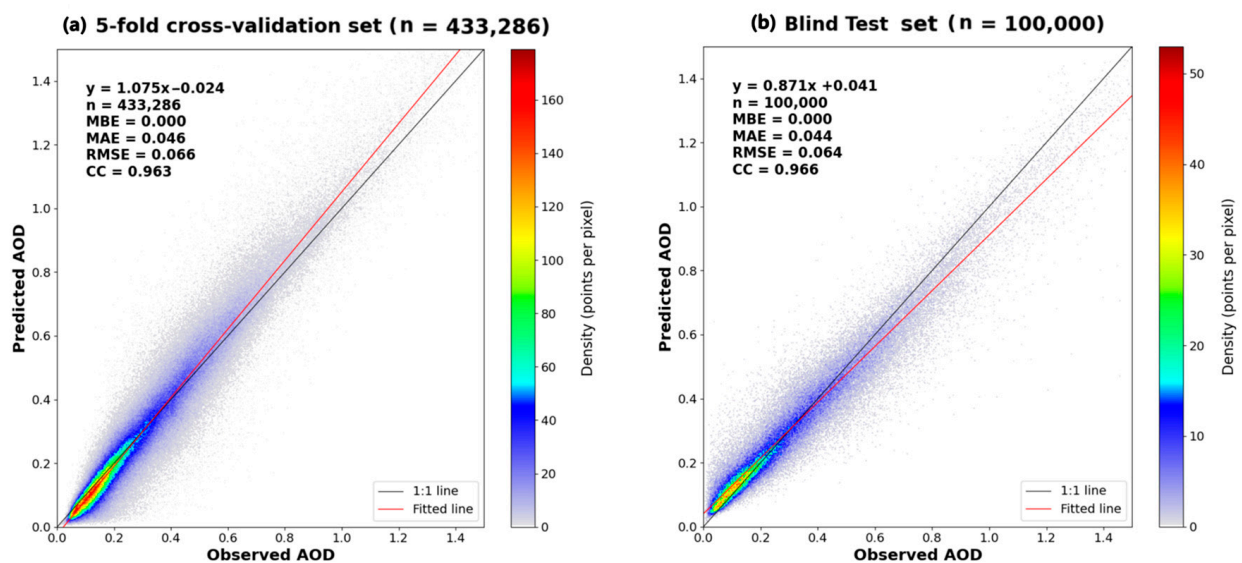 (a) 5-fold cross-validation set (n = 433,286)
y = 1.075x−0.024
n = 433,286
MBE = 0.000
MAE = 0.046
RMSE = 0.066
CC = 0.963
1.4
1.2
1.0
0.8
0.6
0.4
0.2
0.0
Predicted AOD
0.0 0.2 0.4 0.6 0.8 1.0 1.2 1.4
Observed AOD
1:1 line
Fitted line
160
140
120
100
80
60
40
20
0
Density (points per pixel)
(b) Blind Test set (n = 100,000)
y = 0.871x +0.041
n = 100,000
MBE = 0.000
MAE = 0.044
RMSE = 0.064
CC = 0.966
1.4
1.2
1.0
0.8
0.6
0.4
0.2
0.0
Predicted AOD
0.0 0.2 0.4 0.6 0.8 1.0 1.2 1.4
Observed AOD
1:1 line
Fitted line
50
40
30
20
10
0
Density (points per pixel)